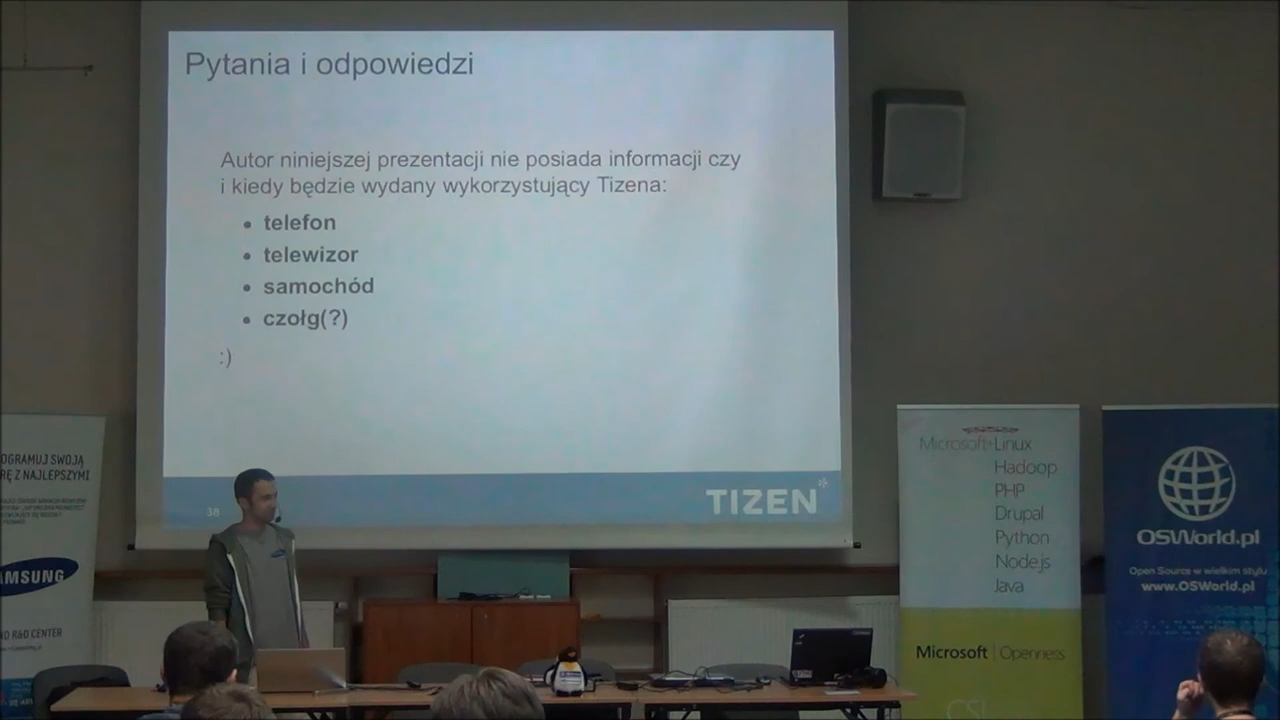 Pytania i odpowiedzi
Autor niniejszej prezentacji nie posiada informacji czy
i kiedy będzie wydany wykorzystujący Tizena:
• telefon
• telewizor
• samochód
• czołg(?)
:)
38
TIZEN
OGRAMUJ SWOJĄ
RĘ Z NAJLEPSZYMI
AMSUNG
ND R&D CENTER
Microsoft+Linux
Hadoop
PHP
Drupal
Python
Node.js
Java
Microsoft | Openness
OSWorld.pl
Open Source w wielkim stylu
www.OSWorld.pl